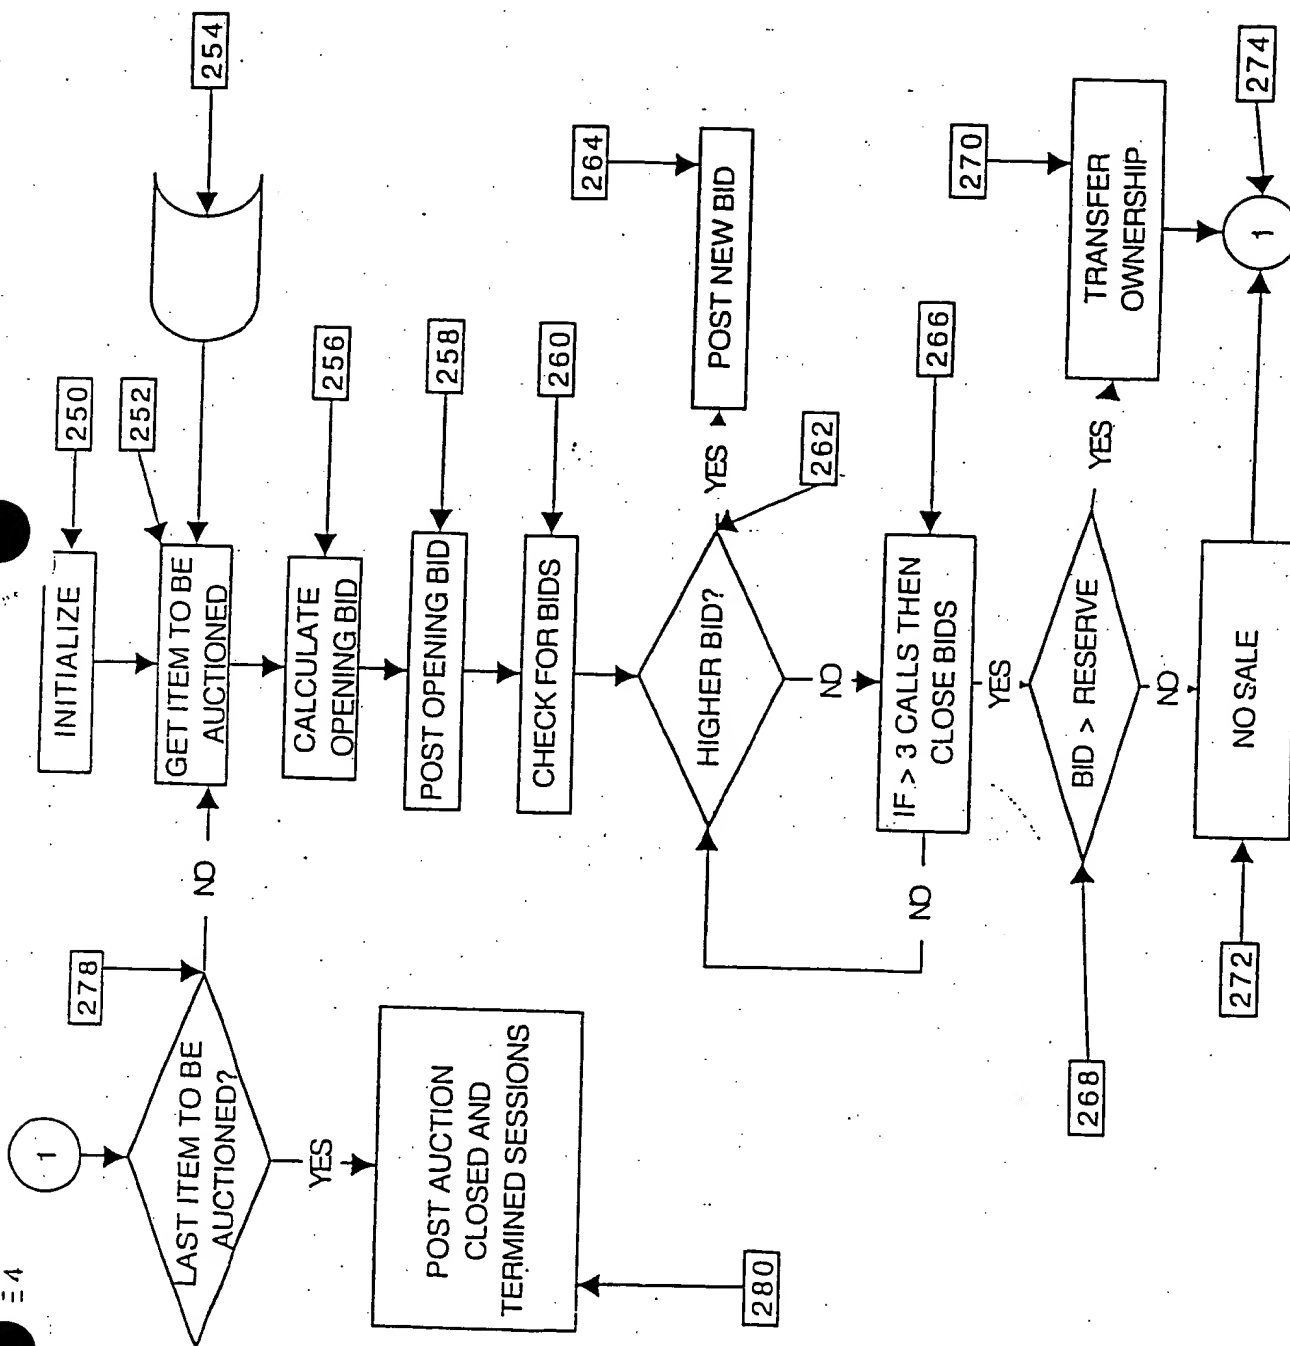 4
1
LAST ITEM TO BE
AUCTIONED?
278
NO
YES
POST AUCTION
CLOSED AND
TERMINED SESSIONS
280
INITIALIZE
250
252
GET ITEM TO BE
AUCTIONED
254
CALCULATE
OPENING BID
256
POST OPENING BID
258
CHECK FOR BIDS
260
HIGHER BID?
262
YES
POST NEW BID
264
NO
IF > 3 CALLS THEN
CLOSE BIDS
266
NO
YES
BID > RESERVE
268
YES
TRANSFER
OWNERSHIP
270
NO
NO SALE
272
1
274